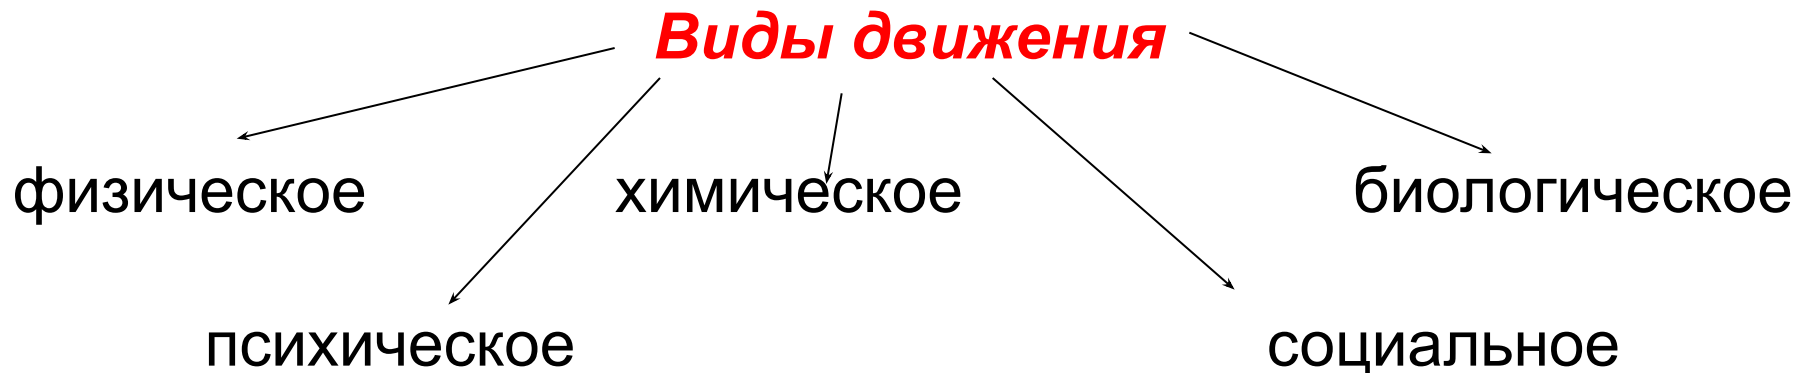 Виды движения
физическое химическое биологическое
психическое социальное